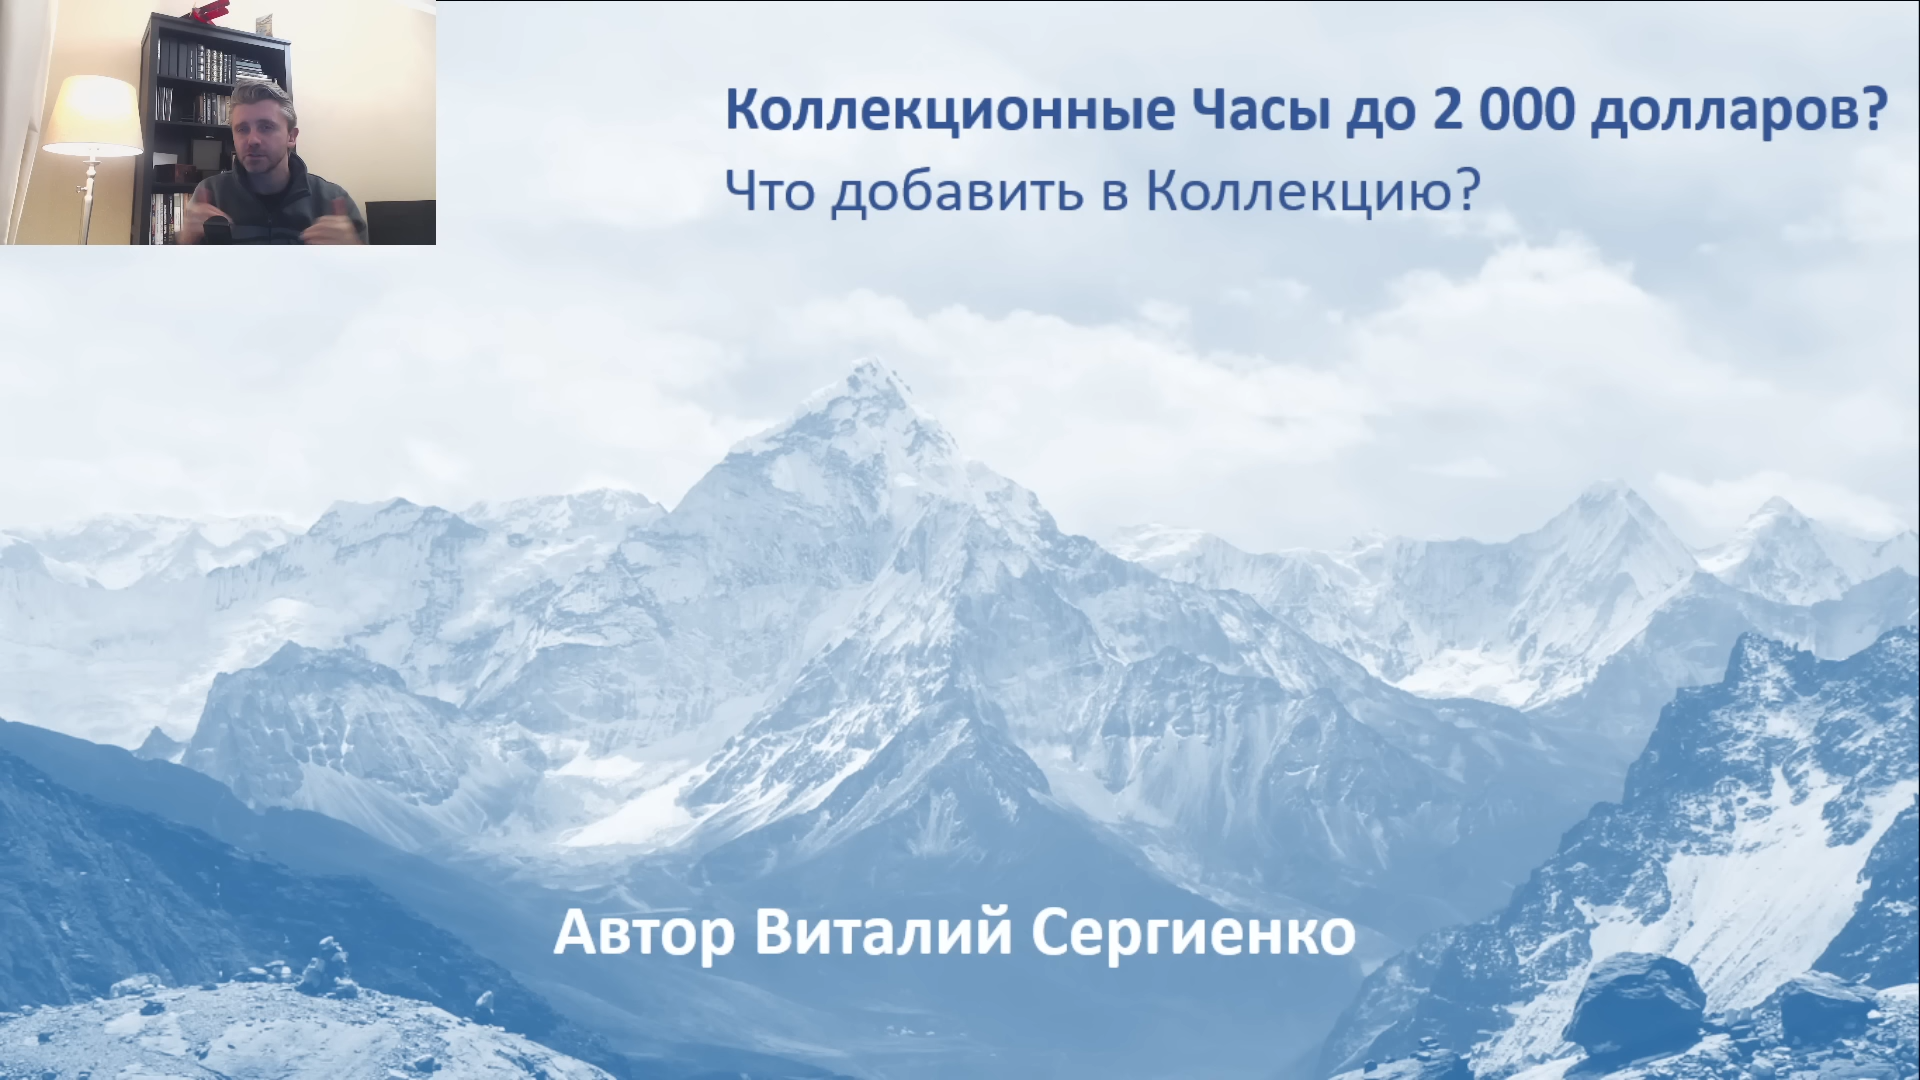 Коллекционные Часы до 2 000 долларов?
Что добавить в Коллекцию?
Автор Виталий Сергиенко